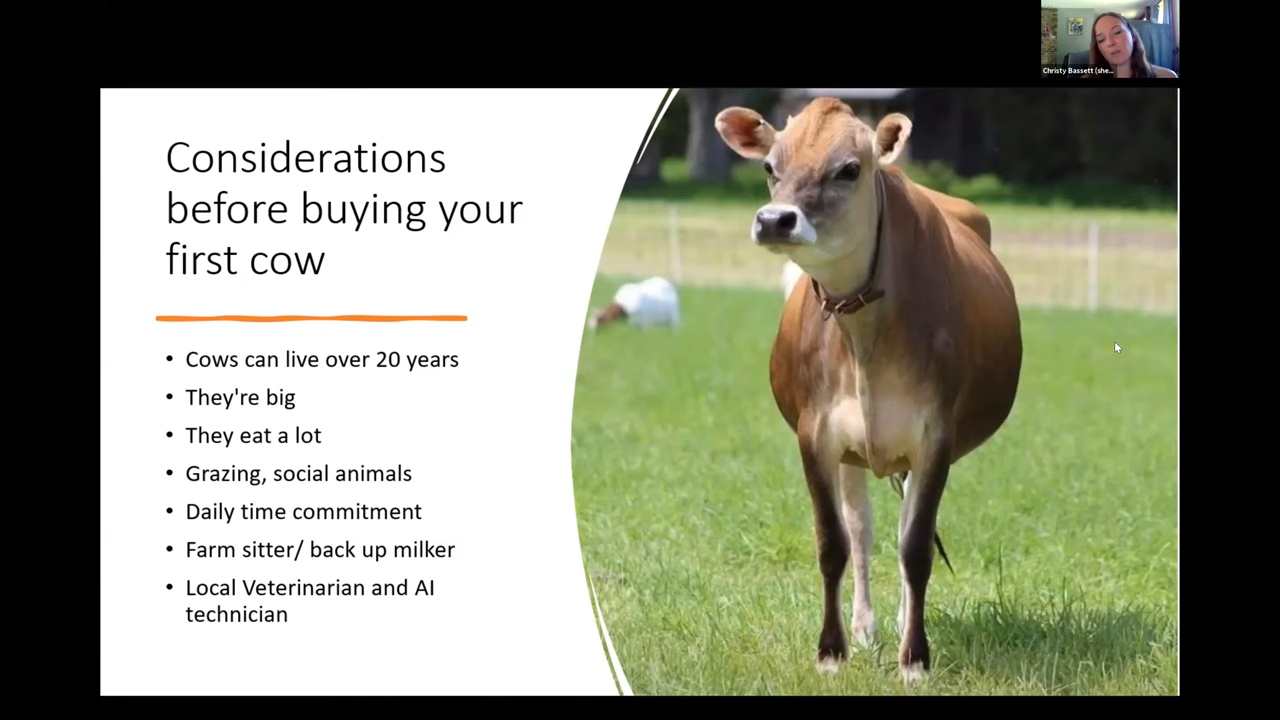 Christy Bassett (she...
Considerations
before buying your
first cow
• Cows can live over 20 years
• They're big
• They eat a lot
• Grazing, social animals
• Daily time commitment
• Farm sitter/ back up milker
• Local Veterinarian and AI
technician